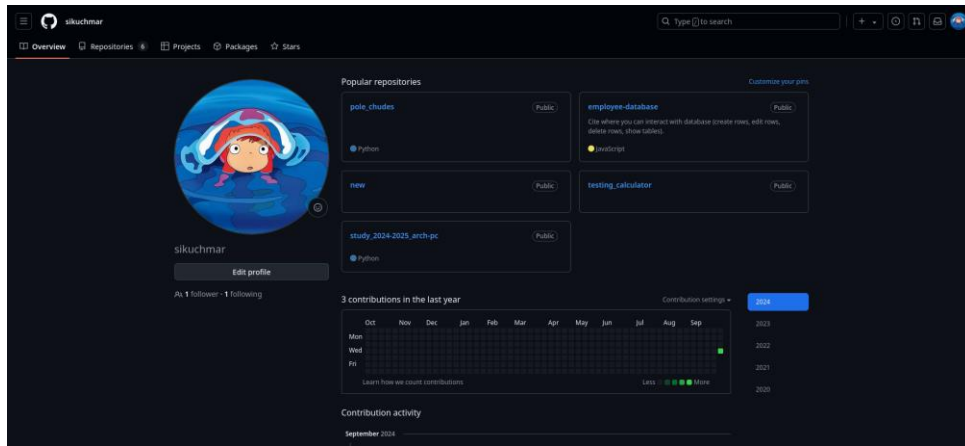 sikuchmar
Type / to search
Overview
Repositories 6
Projects
Packages
Stars
Popular repositories
Customize your pins
pole_chudes
Public
Python
employee-database
Public
Cite where you can interact with database (create rows, edit rows,
delete rows, show tables).
JavaScript
new
Public
testing_calculator
Public
study_2024-2025_arch-pc
Public
Python
sikuchmar
Edit profile
1 follower · 1 following
3 contributions in the last year
Contribution settings
2024
2023
2022
2021
2020
Oct Nov Dec Jan Feb Mar Apr May Jun Jul Aug Sep
Mon
Wed
Fri
Learn how we count contributions
Less More
Contribution activity
September 2024